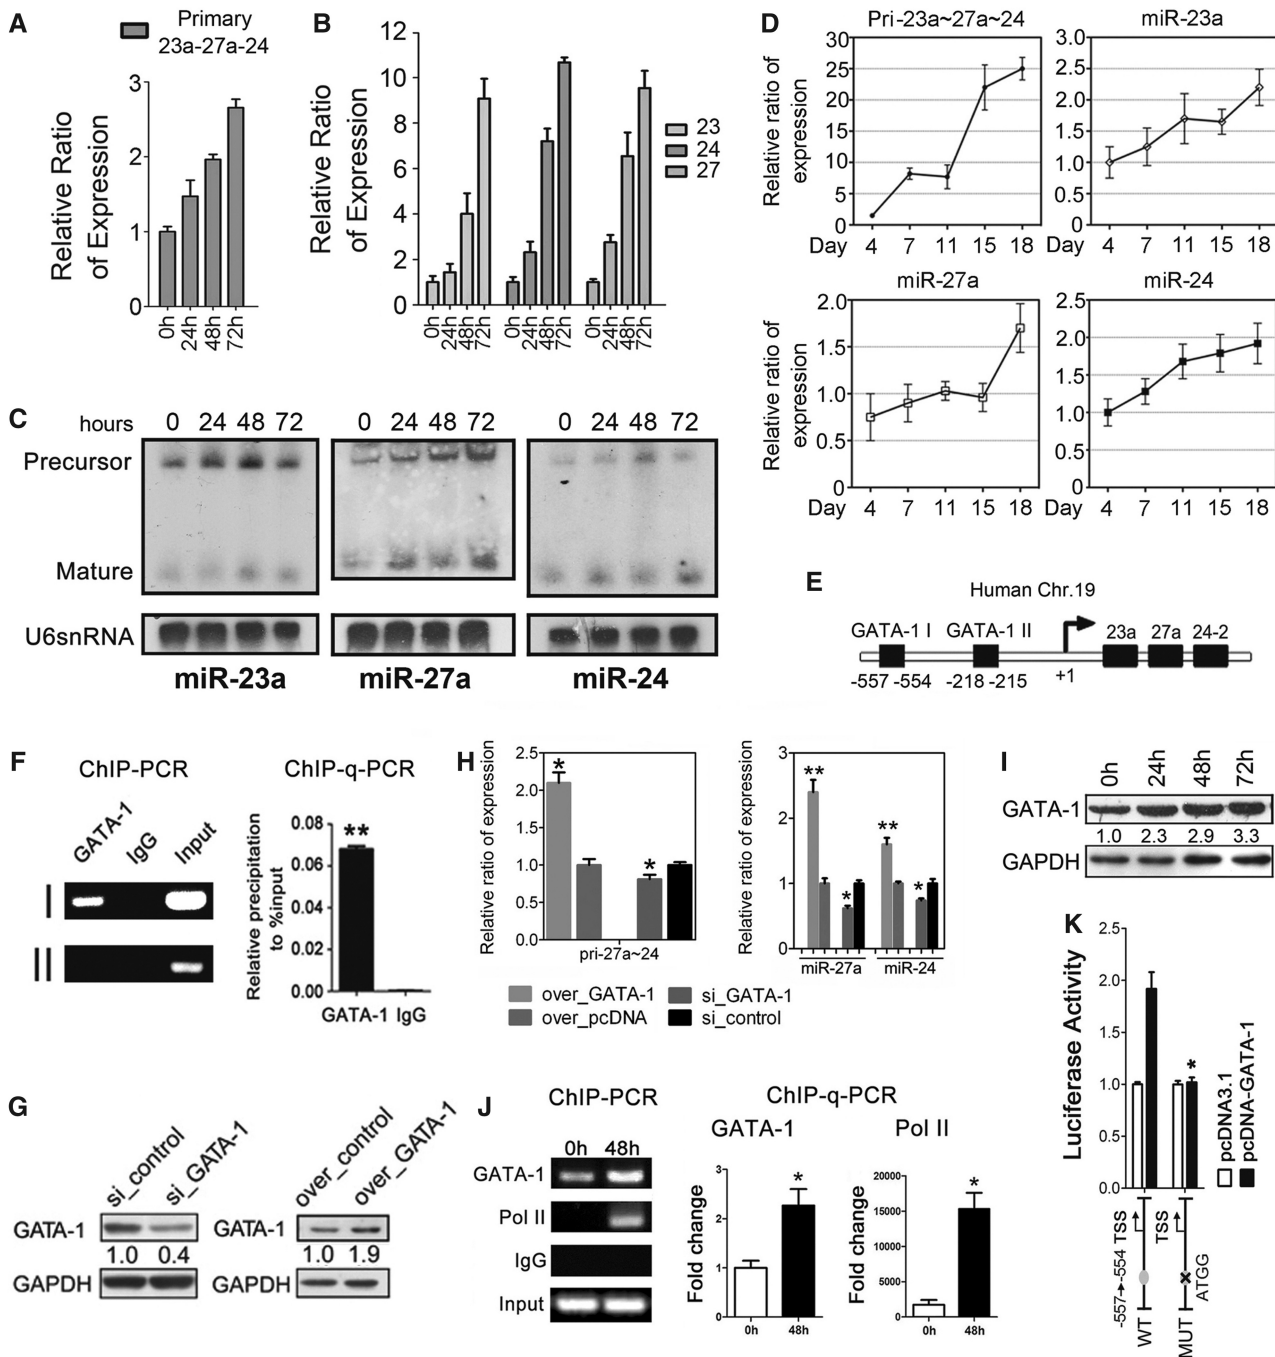 A
Primary
23a-27a-24
Relative Ratio
of Expression
3
2
1
0
0h
24h
48h
72h
B
Relative Ratio
of Expression
12
10
8
6
4
2
0
0h
24h
48h
72h
0h
24h
48h
72h
0h
24h
48h
72h
23
24
27
C
hours
0 24 48 72
0 24 48 72
0 24 48 72
Precursor
Mature
U6snRNA
miR-23a
miR-27a
miR-24
D
Pri-23a~27a~24
Relative ratio of
expression
30
25
20
15
10
5
0
Day 4 7 11 15 18
miR-23a
3.0
2.5
2.0
1.5
1.0
0.5
0
Day 4 7 11 15 18
miR-27a
Relative ratio of
expression
2.0
1.5
1.0
0.5
0
Day 4 7 11 15 18
miR-24
2.5
2.0
1.5
1.0
0.5
0
Day 4 7 11 15 18
E
Human Chr.19
GATA-1 I GATA-1 II 23a 27a 24-2
-557 -554 -218 -215 +1
F
ChIP-PCR
GATA-1
IgG
Input
I
II
ChIP-q-PCR
Relative precipitation
to %input
0.08
0.06
0.04
0.02
0.00
**
GATA-1 IgG
G
si_control
si_GATA-1
GATA-1
1.0 0.4
GAPDH
over_control
over_GATA-1
GATA-1
1.0 1.9
GAPDH
H
Relative ratio of expression
2.5
2.0
1.5
1.0
0.5
0.0
*
*
pri-27a~24
Relative ratio of expression
3
2
1
0
**
*
**
*
miR-27a miR-24
over_GATA-1
si_GATA-1
over_pcDNA
si_control
I
0h
24h
48h
72h
GATA-1
1.0 2.3 2.9 3.3
GAPDH
J
ChIP-PCR
0h 48h
GATA-1
Pol II
IgG
Input
ChIP-q-PCR
GATA-1
Fold change
3
2
1
0
*
0h 48h
Pol II
Fold change
20000
15000
10000
5000
0
*
0h 48h
K
Luciferase Activity
2.5
2.0
1.5
1.0
0.5
0.0
*
pcDNA3.1
pcDNA-GATA-1
-557 -554 TSS
WT
TSS
ATGG
MUT